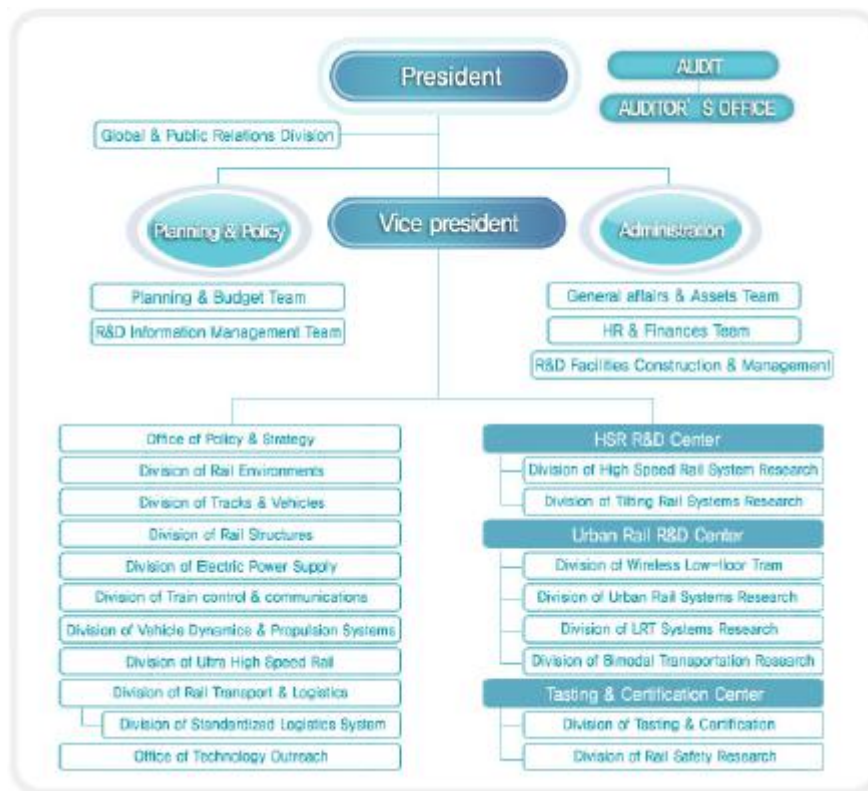 President
AUDIT
AUDITOR'S OFFICE
Global & Public Relations Division
Planning & Policy
Vice president
Administration
Planning & Budget Team
R&D Information Management Team
General affairs & Assets Team
HR & Finances Team
R&D Facilities Construction & Management
Office of Policy & Strategy
Division of Rail Environments
Division of Tracks & Vehicles
Division of Rail Structures
Division of Electric Power Supply
Division of Train control & communications
Division of Vehicle Dynamics & Propulsion Systems
Division of Ultra High Speed Rail
Division of Rail Transport & Logistics
Division of Standardized Logistics System
Office of Technology Outreach
HSR R&D Center
Division of High Speed Rail System Research
Division of Tilting Rail Systems Research
Urban Rail R&D Center
Division of Wireless Low-floor Tram
Division of Urban Rail Systems Research
Division of LRT Systems Research
Division of Bimodal Transportation Research
Tasting & Certification Center
Division of Tasting & Certification
Division of Rail Safety Research